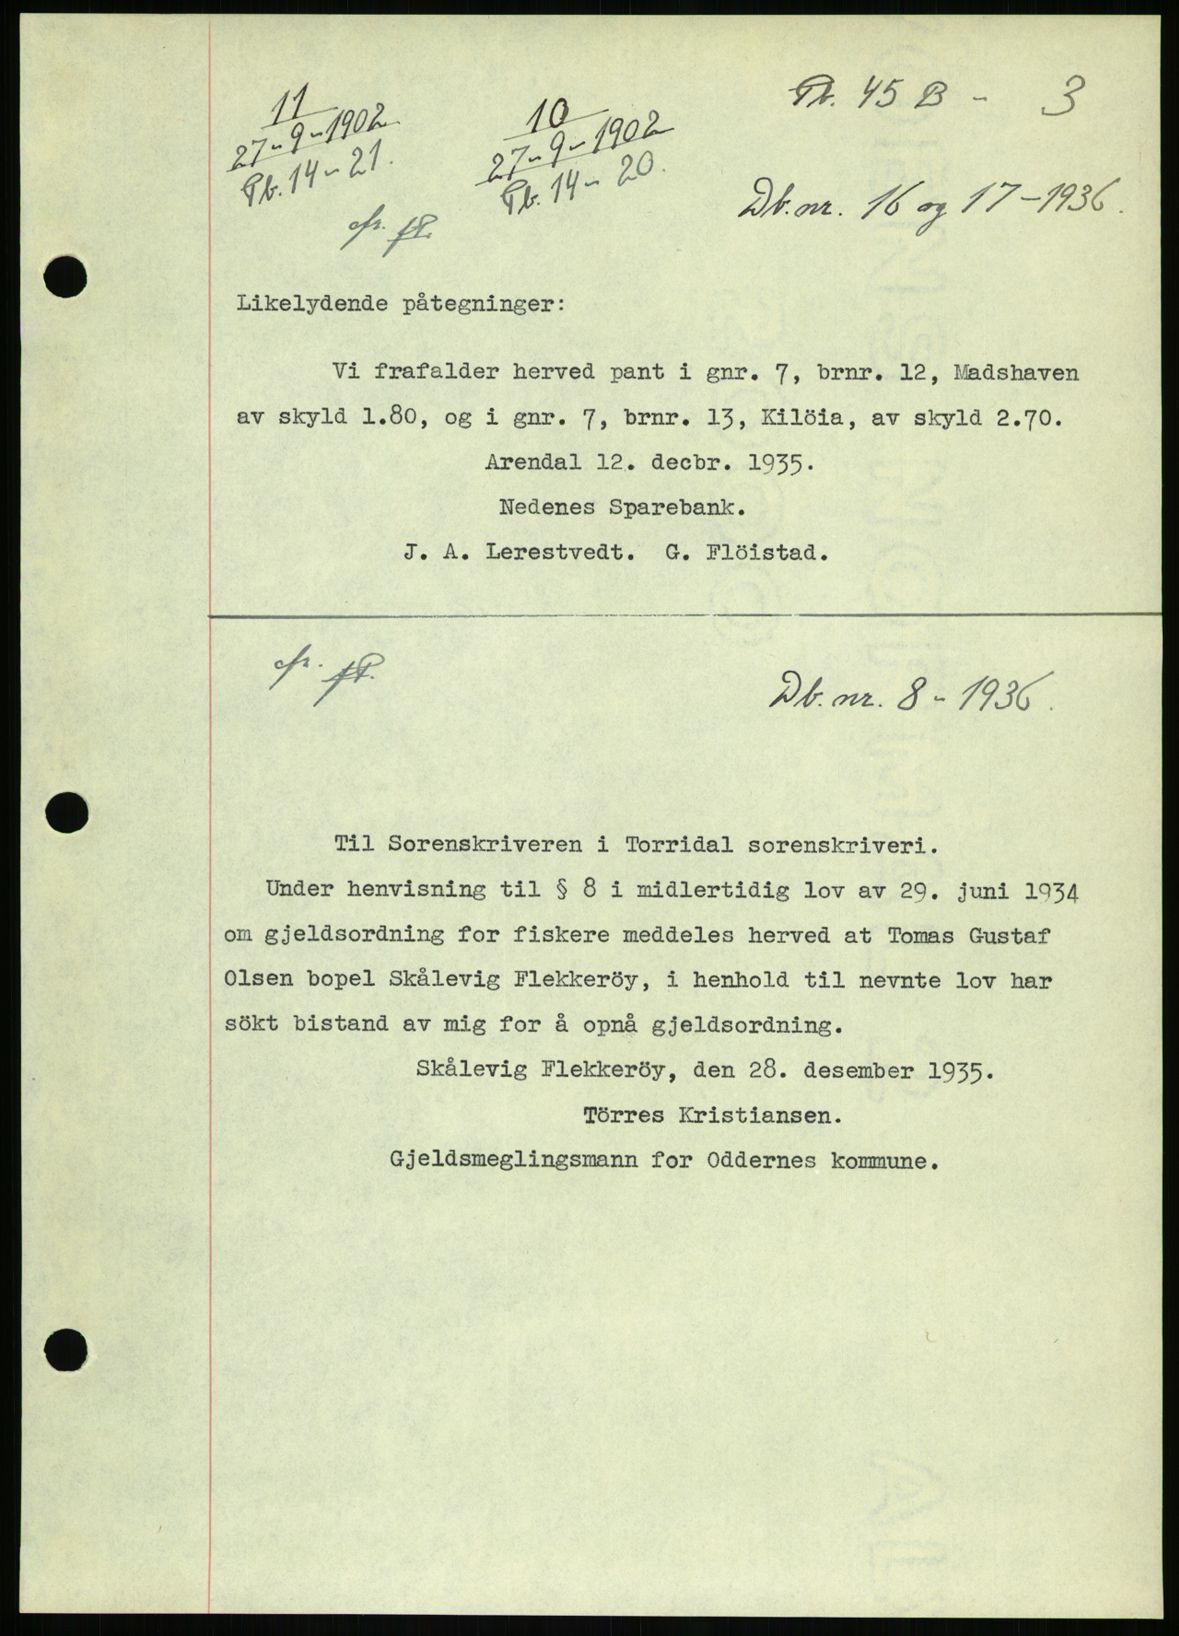 Pb. 45 B - 3
11
27-9-1902
Pb. 14-21.
10
27-9-1902
Pb. 14-20.
Db. nr. 16 og 17-1936.
Likelydende påtegninger:
Vi frafalder herved pant i gnr. 7, brnr. 12, Madshaven
av skyld 1.80, og i gnr. 7, brnr. 13, Kilöia, av skyld 2.70.
Arendal 12. decbr. 1935.
Nedenes Sparebank.
J. A. Lerestvedt. G. Flöistad.
Db. nr. 8-1936.
Til Sorenskriveren i Torridal sorenskriveri.
Under henvisning til § 8 i midlertidig lov av 29. juni 1934
om gjeldsordning for fiskere meddeles herved at Tomas Gustaf
Olsen bopel Skålevig Flekkeröy, i henhold til nevnte lov har
sökt bistand av mig for å opnå gjeldsordning.
Skålevig Flekkeröy, den 28. desember 1935.
Törres Kristiansen.
Gjeldsmeglingsmann for Oddernes kommune.